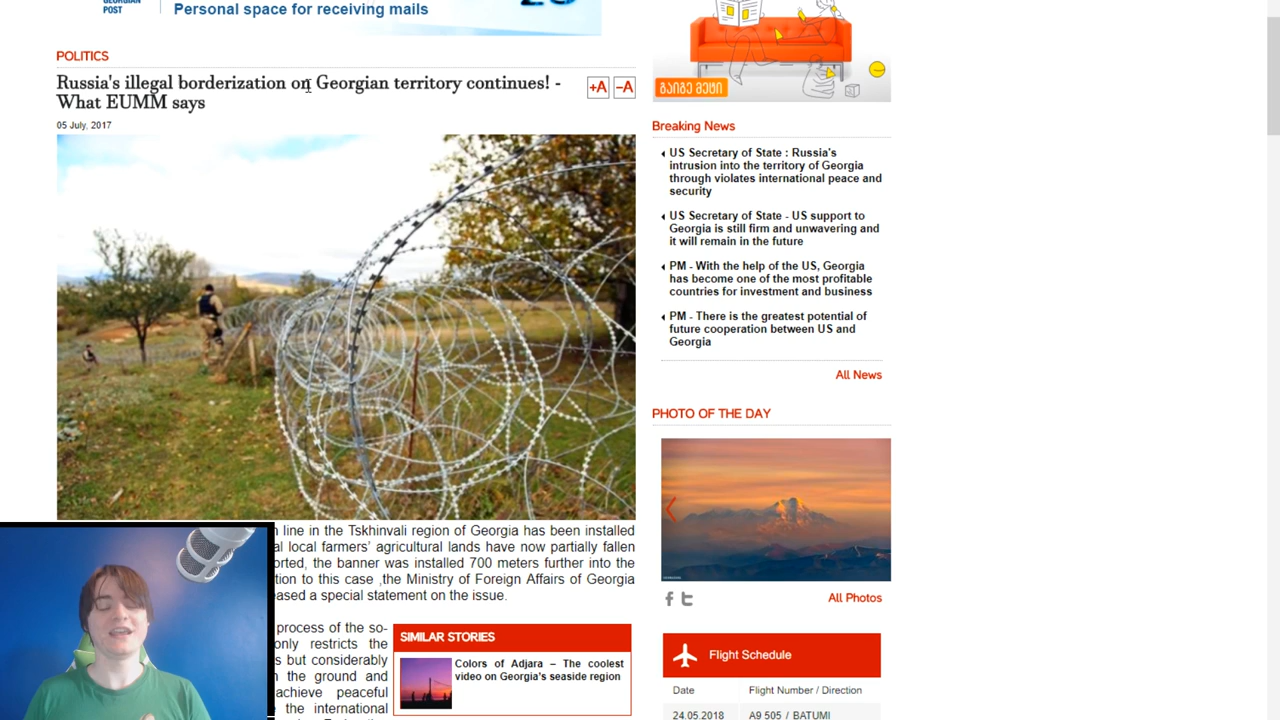 GEORGIAN
POST
Personal space for receiving mails
POLITICS
Russia's illegal borderization on Georgian territory continues! -
What EUMM says
+A
−A
05 July, 2017
line in the Tskhinvali region of Georgia has been installed
local farmers' agricultural lands have now partially fallen
the banner was installed 700 meters further into the
to this case ,the Ministry of Foreign Affairs of Georgia
a special statement on the issue.
process of the so-
only restricts the
but considerably
the ground and
achieve peaceful
the international
SIMILAR STORIES
Colors of Adjara – The coolest
video on Georgia's seaside region
გაიგე მეტი
Breaking News
US Secretary of State : Russia's
intrusion into the territory of Georgia
through violates international peace and
security
US Secretary of State - US support to
Georgia is still firm and unwavering and
it will remain in the future
PM - With the help of the US, Georgia
has become one of the most profitable
countries for investment and business
PM - There is the greatest potential of
future cooperation between US and
Georgia
All News
PHOTO OF THE DAY
All Photos
Flight Schedule
Date
Flight Number / Direction
24.05.2018
A9 505 / BATUMI